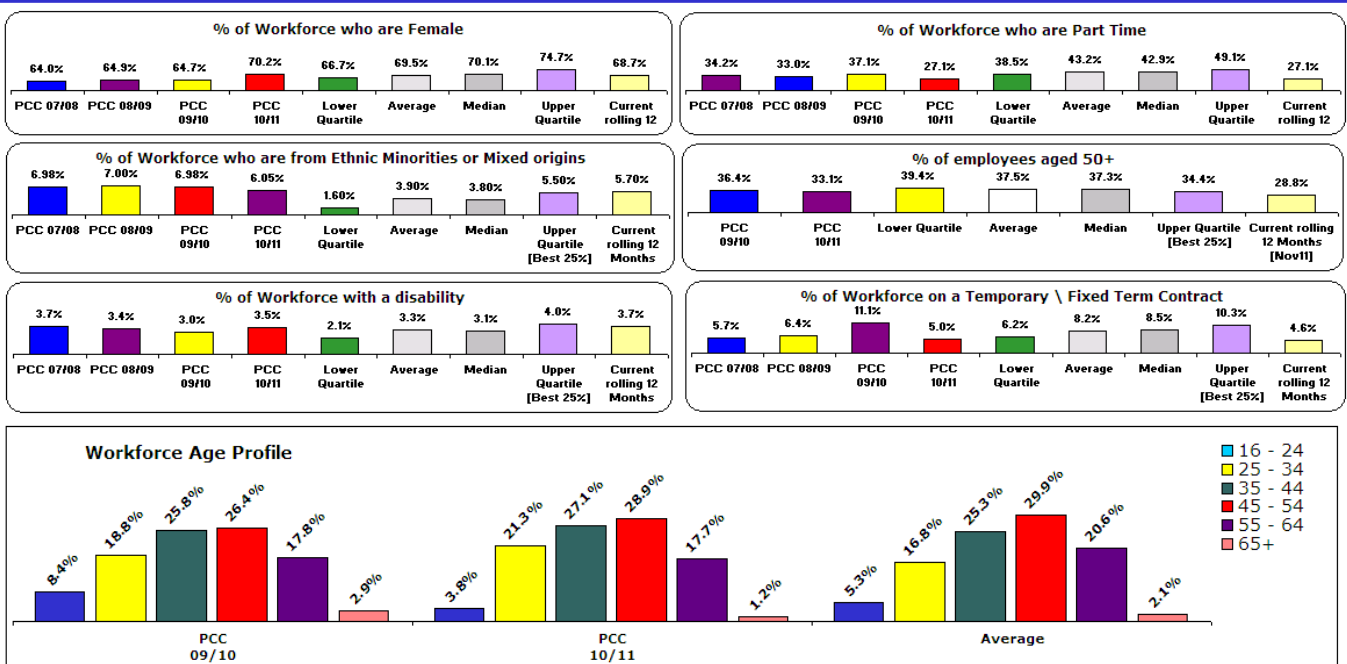 % of Workforce who are Female
64.0% 64.9% 64.7% 70.2% 66.7% 69.5% 70.1% 74.7% 68.7%
PCC 07/08 PCC 08/09 PCC 09/10 PCC 10/11 Lower Quartile Average Median Upper Quartile Current rolling 12
% of Workforce who are Part Time
34.2% 33.0% 37.1% 27.1% 38.5% 43.2% 42.9% 49.1% 27.1%
PCC 07/08 PCC 08/09 PCC 09/10 PCC 10/11 Lower Quartile Average Median Upper Quartile Current rolling 12
% of Workforce who are from Ethnic Minorities or Mixed origins
6.98% 7.00% 6.98% 6.05% 1.60% 3.90% 3.80% 5.50% 5.70%
PCC 07/08 PCC 08/09 PCC 09/10 PCC 10/11 Lower Quartile Average Median Upper Quartile [Best 25%] Current rolling 12 Months
% of employees aged 50+
36.4% 33.1% 39.4% 37.5% 37.3% 34.4% 28.8%
PCC 09/10 PCC 10/11 Lower Quartile Average Median Upper Quartile [Best 25%] Current rolling 12 Months [Nov11]
% of Workforce with a disability
3.7% 3.4% 3.0% 3.5% 2.1% 3.3% 3.1% 4.0% 3.7%
PCC 07/08 PCC 08/09 PCC 09/10 PCC 10/11 Lower Quartile Average Median Upper Quartile [Best 25%] Current rolling 12 Months
% of Workforce on a Temporary \ Fixed Term Contract
5.7% 6.4% 11.1% 5.0% 6.2% 8.2% 8.5% 10.3% 4.6%
PCC 07/08 PCC 08/09 PCC 09/10 PCC 10/11 Lower Quartile Average Median Upper Quartile [Best 25%] Current rolling 12 Months
Workforce Age Profile
8.4% 18.8% 25.8% 26.4% 17.8% 2.9%
3.8% 21.3% 27.1% 28.9% 17.7% 1.2%
5.3% 16.8% 25.3% 29.9% 20.6% 2.1%
PCC 09/10
PCC 10/11
Average
16 - 24
25 - 34
35 - 44
45 - 54
55 - 64
65+